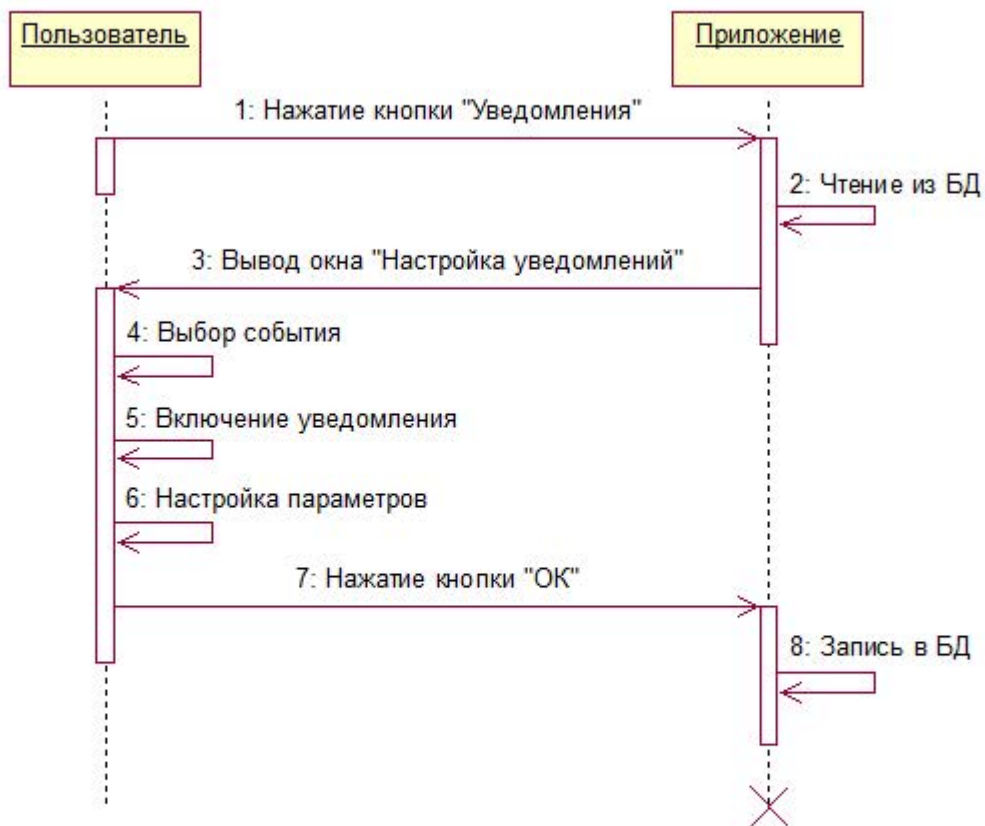 Пользователь
Приложение
1: Нажатие кнопки "Уведомления"
2: Чтение из БД
3: Вывод окна "Настройка уведомлений"
4: Выбор события
5: Включение уведомления
6: Настройка параметров
7: Нажатие кнопки "ОК"
8: Запись в БД